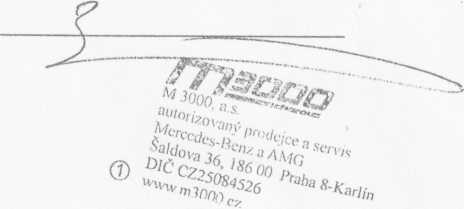 m3000
M 3000, a.s.
autorizovaný prodejce a servis
Mercedes-Benz a AMG
Šaldova 36, 186 00 Praha 8-Karlín
① DIČ CZ25084526
www.m3000.cz